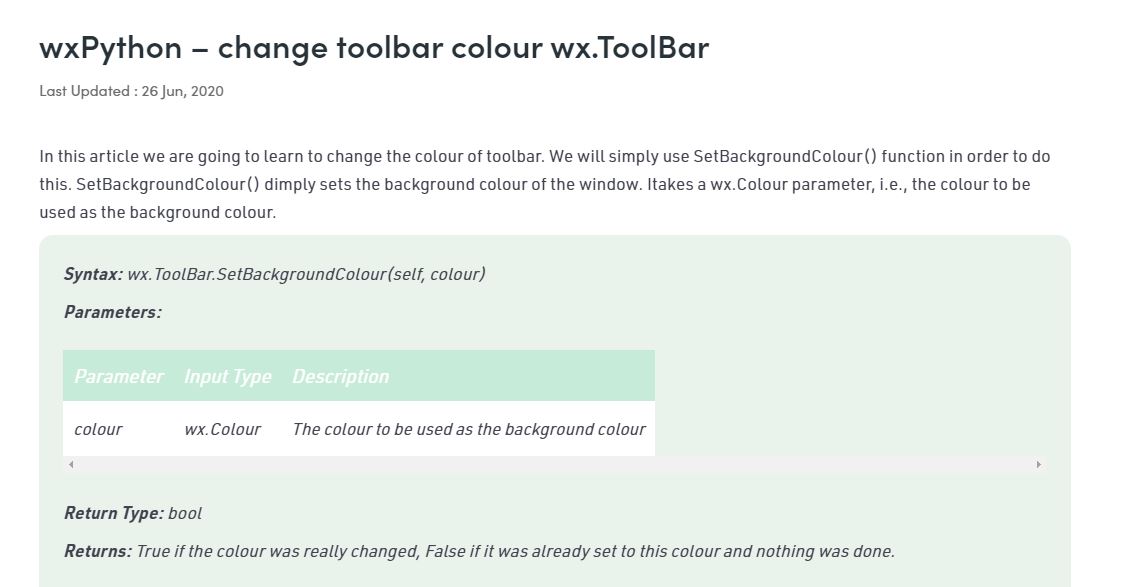 wxPython – change toolbar colour wx.ToolBar
Last Updated : 26 Jun, 2020
In this article we are going to learn to change the colour of toolbar. We will simply use SetBackgroundColour() function in order to do
this. SetBackgroundColour() dimply sets the background colour of the window. Itakes a wx.Colour parameter, i.e., the colour to be
used as the background colour.
Syntax: wx.ToolBar.SetBackgroundColour(self, colour)
Parameters:
Parameter Input Type Description
colour wx.Colour The colour to be used as the background colour
Return Type: bool
Returns: True if the colour was really changed, False if it was already set to this colour and nothing was done.